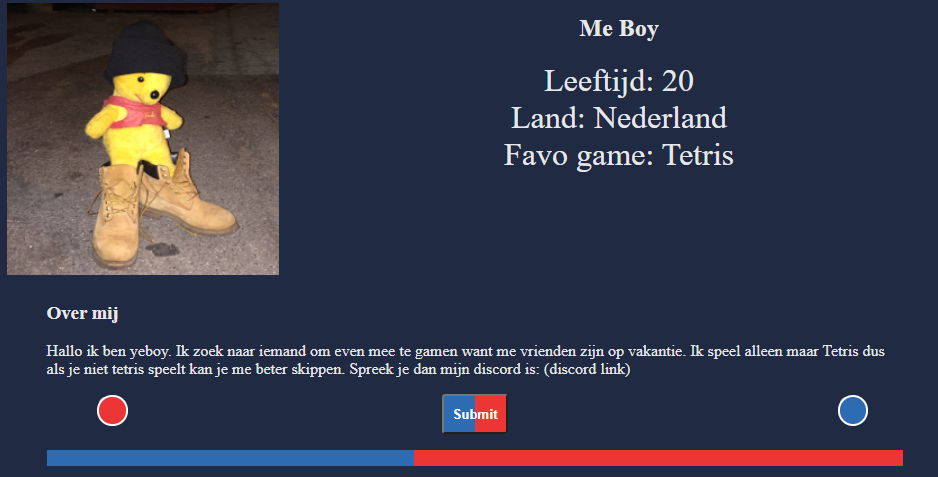 Me Boy
Leeftijd: 20
Land: Nederland
Favo game: Tetris
Over mij
Hallo ik ben yeboy. Ik zoek naar iemand om even mee te gamen want me vrienden zijn op vakantie. Ik speel alleen maar Tetris dus
als je niet tetris speelt kan je me beter skippen. Spreek je dan mijn discord is: (discord link)
Submit